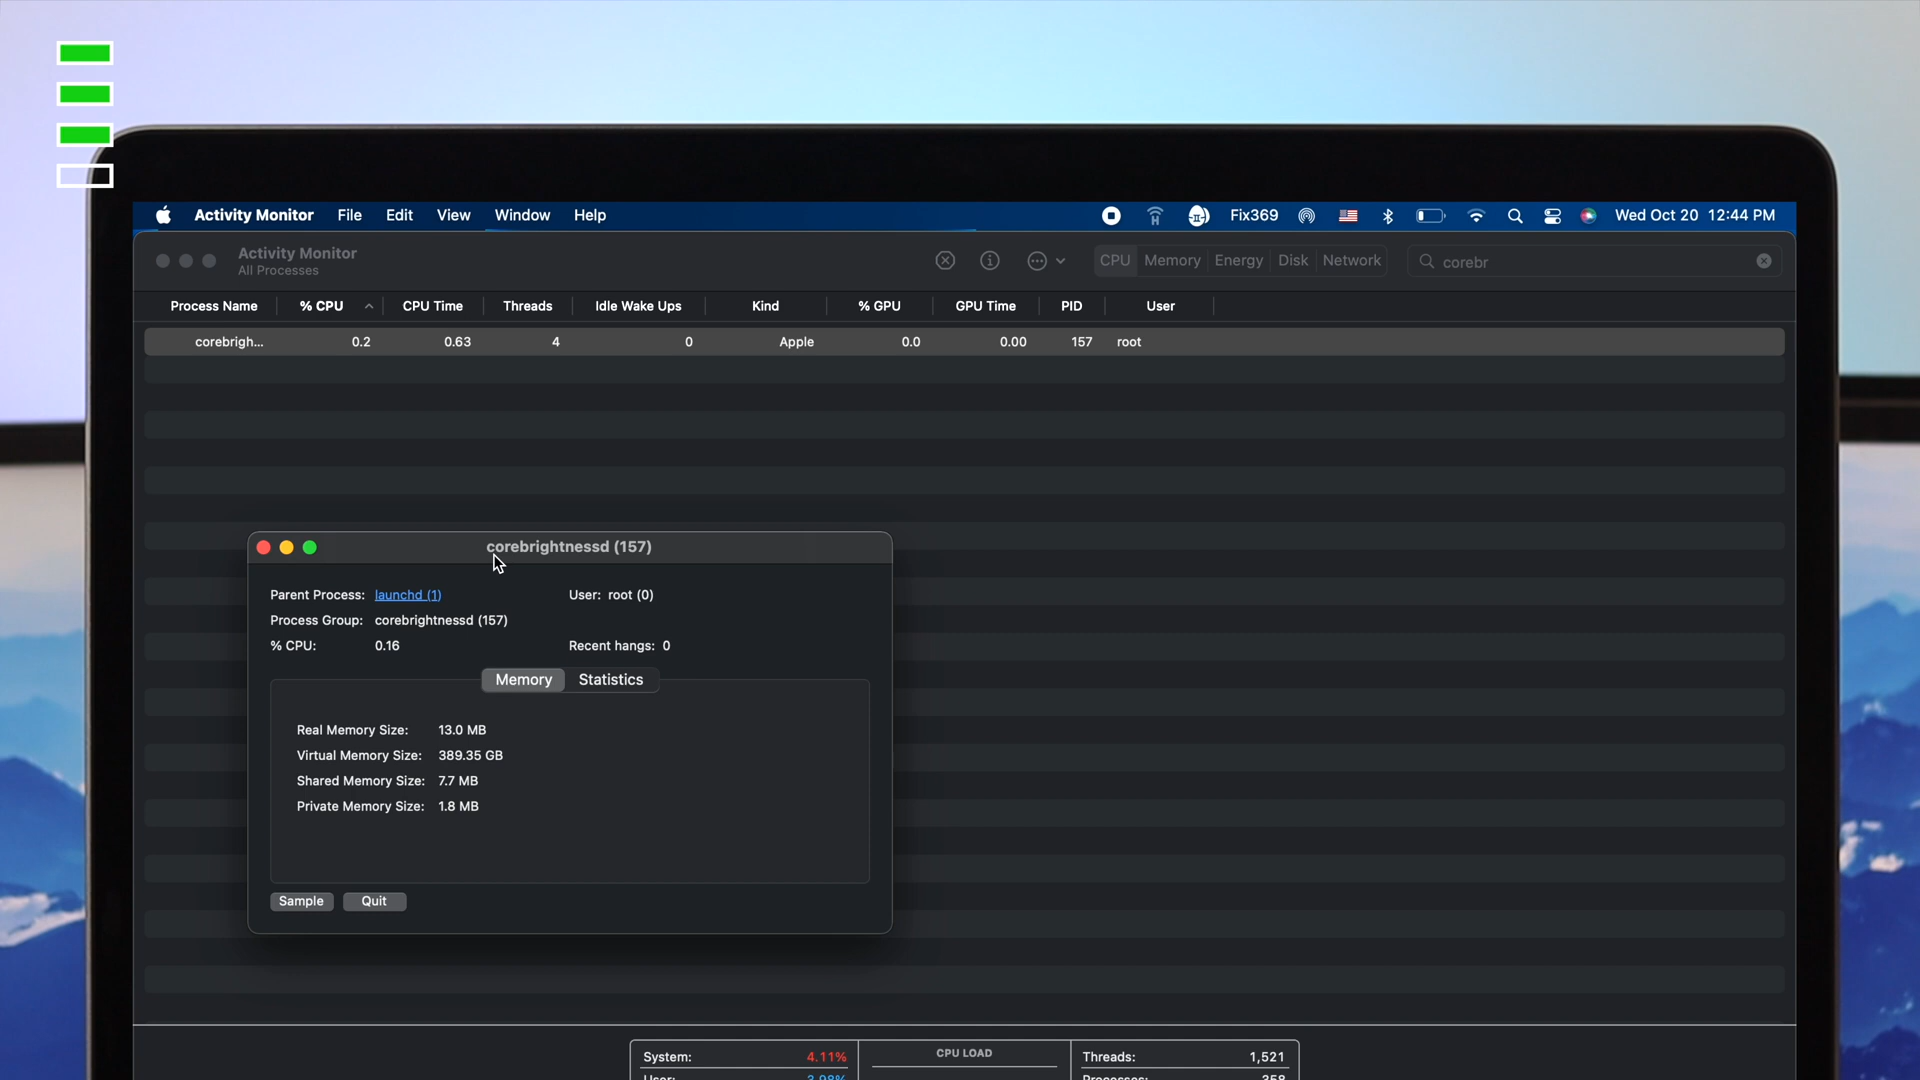 Activity Monitor File Edit View Window Help Fix369 Wed Oct 20 12:44 PM
Activity Monitor
All Processes
CPU Memory Energy Disk Network corebr
Process Name % CPU CPU Time Threads Idle Wake Ups Kind % GPU GPU Time PID User
corebrigh... 0.2 0.63 4 0 Apple 0.0 0.00 157 root
corebrightnessd (157)
Parent Process: launchd (1) User: root (0)
Process Group: corebrightnessd (157)
% CPU: 0.16 Recent hangs: 0
Memory Statistics
Real Memory Size: 13.0 MB
Virtual Memory Size: 389.35 GB
Shared Memory Size: 7.7 MB
Private Memory Size: 1.8 MB
Sample Quit
System: 4.11% CPU LOAD Threads: 1,521
User: 3.98% Processes: 358